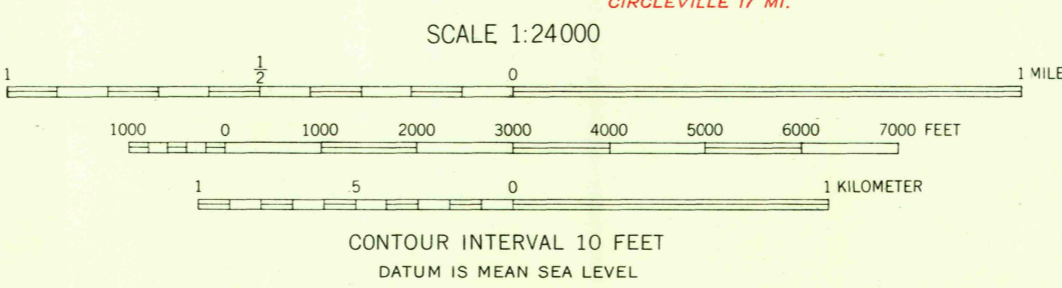 CIRCLEVILLE 17 MI.
SCALE 1:24000
1 1/2 0 1 MILE
1000 0 1000 2000 3000 4000 5000 6000 7000 FEET
1 .5 0 1 KILOMETER
CONTOUR INTERVAL 10 FEET
DATUM IS MEAN SEA LEVEL